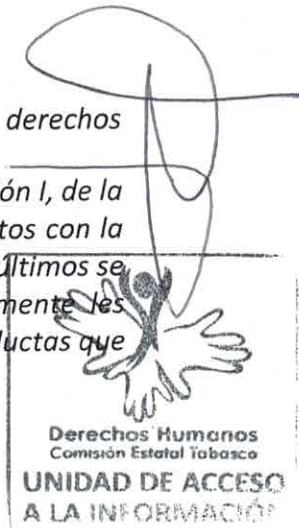 derechos
ón I, de la
tos con la
últimos se
mente les
ductas que
Derechos Humanos
Comisión Estatal Tabasco
UNIDAD DE ACCESO
A LA INFORMACIÓN